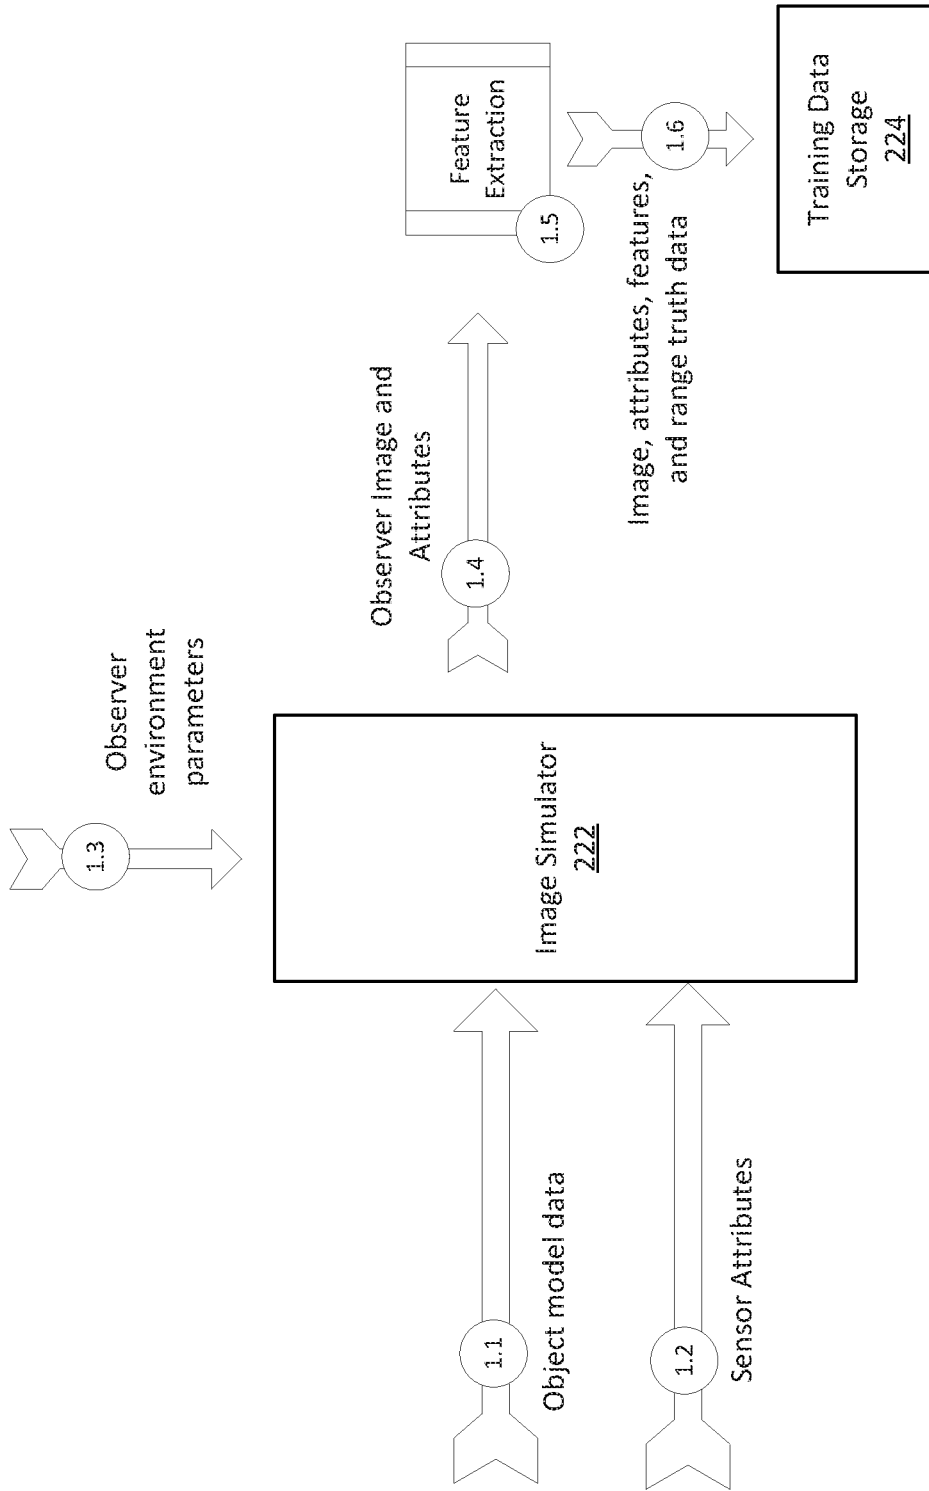 1.3
Observer
environment
parameters
1.1
Object model data
1.2
Sensor Attributes
Image Simulator
222
1.4
Observer Image and
Attributes
Feature
Extraction
1.5
1.6
Image, attributes, features,
and range truth data
Training Data
Storage
224